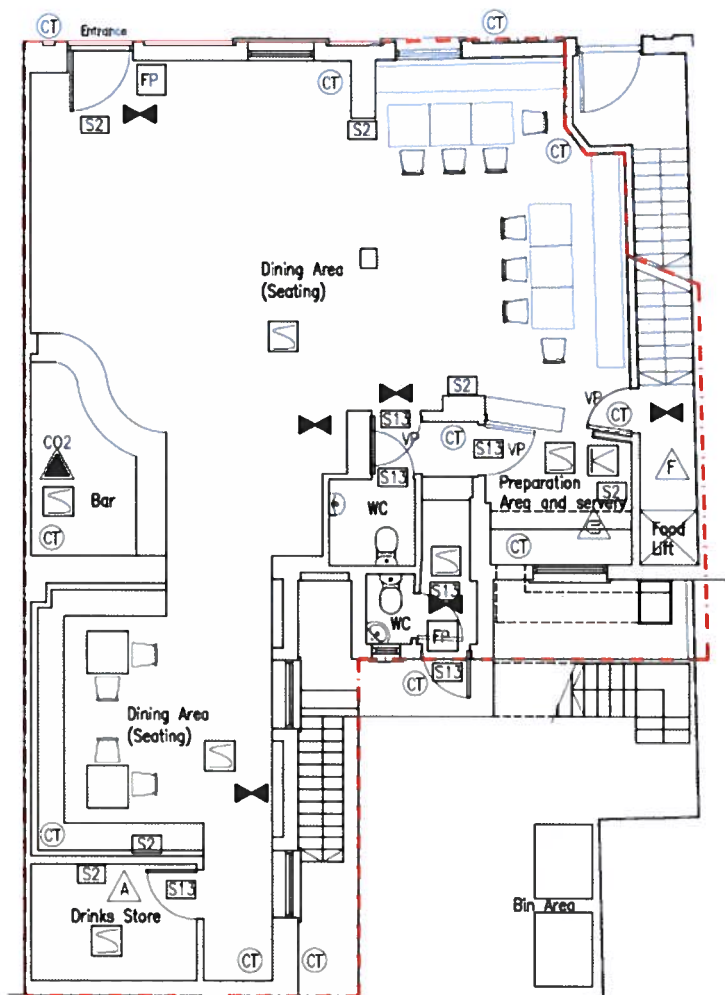 CT
Entrance
CT
FP
CT
S2
S2
CT
Dining Area
(Seating)
S2
VP
CT
S13
CT
VP
S13
VP
CO2
S13
F
Bar
Preparation
Area and servery
S2
WC
E
Food
Lift
CT
CT
S13
WC
FP
S13
CT
Dining Area
(Seating)
CT
S2
S2
A
S13
Drinks Store
Bin Area
CT
CT